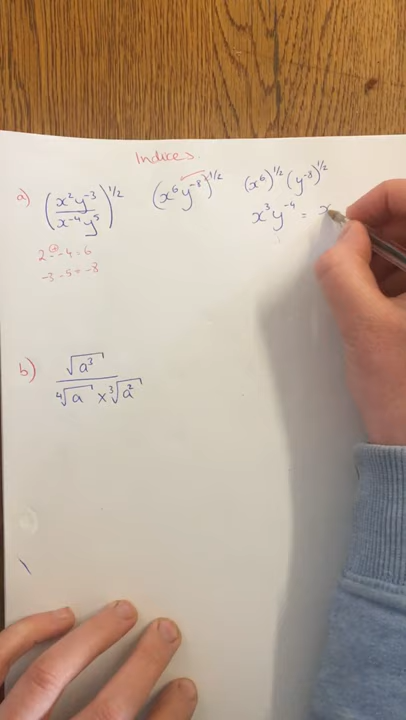 Indices.
a) (x²y⁻³ / x⁻⁴y⁵)^1/2 (x⁶y⁻⁸)^1/2 (x⁶)^1/2 (y⁻⁸)^1/2
x³y⁻⁴ = x
2 - -4 = 6
-3 - 5 = -8
b) √a³ / ⁴√a × ³√a²